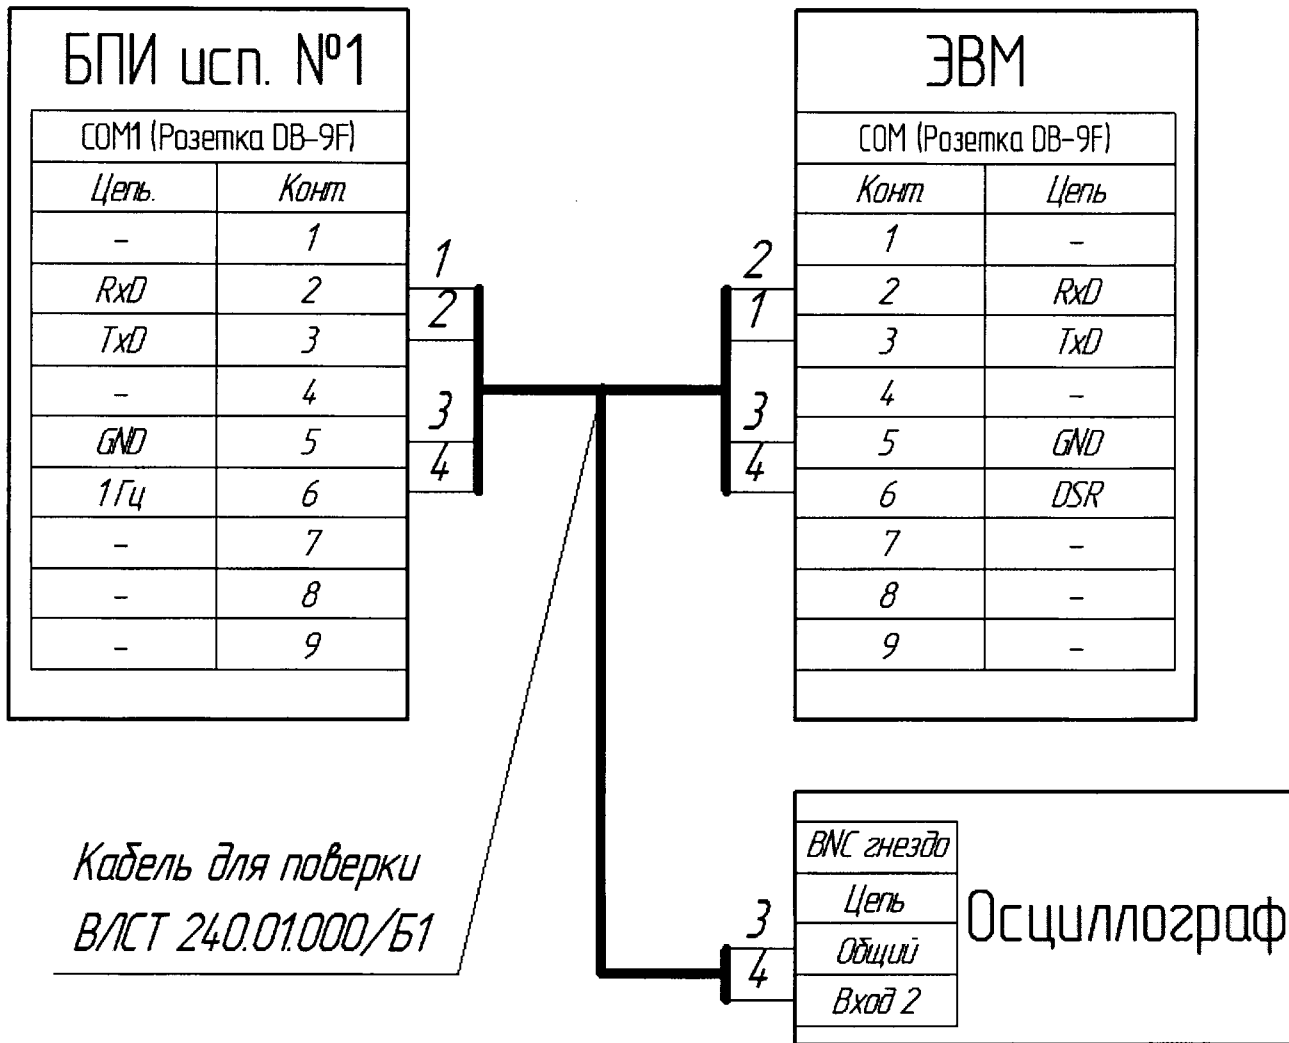 БПИ исп. №1
COM1 (Розетка DB-9F)
Цепь. Конт
- 1
RxD 2
TxD 3
- 4
GND 5
1 Гц 6
- 7
- 8
- 9
1
2
3
4
2
1
3
4
ЭВМ
COM (Розетка DB-9F)
Конт Цепь
1 -
2 RxD
3 TxD
4 -
5 GND
6 DSR
7 -
8 -
9 -
Кабель для поверки
ВЛСТ 240.01.000/Б1
3
4
BNC гнездо
Цепь
Общий
Вход 2
Осциллограф